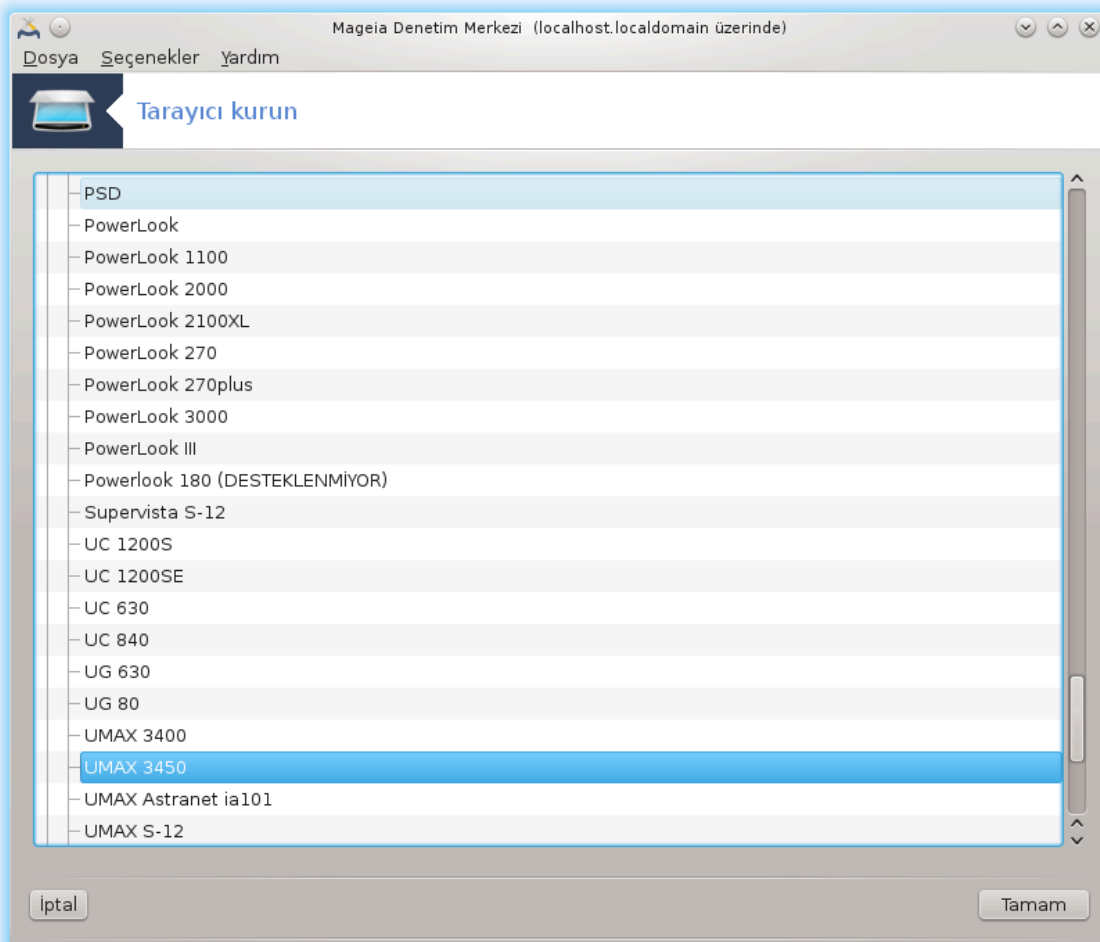 Mageia Denetim Merkezi (localhost.localdomain üzerinde)
Dosya Seçenekler Yardım
Tarayıcı kurun
PSD
PowerLook
PowerLook 1100
PowerLook 2000
PowerLook 2100XL
PowerLook 270
PowerLook 270plus
PowerLook 3000
PowerLook III
Powerlook 180 (DESTEKLENMİYOR)
Supervista S-12
UC 1200S
UC 1200SE
UC 630
UC 840
UG 630
UG 80
UMAX 3400
UMAX 3450
UMAX Astranet ia101
UMAX S-12
İptal Tamam